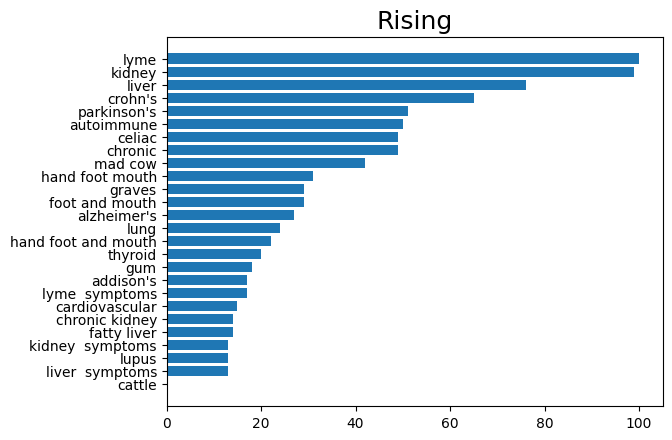 Rising
lyme
kidney
liver
crohn's
parkinson's
autoimmune
celiac
chronic
mad cow
hand foot mouth
graves
foot and mouth
alzheimer's
lung
hand foot and mouth
thyroid
gum
addison's
lyme  symptoms
cardiovascular
chronic kidney
fatty liver
kidney  symptoms
lupus
liver  symptoms
cattle
0 20 40 60 80 100